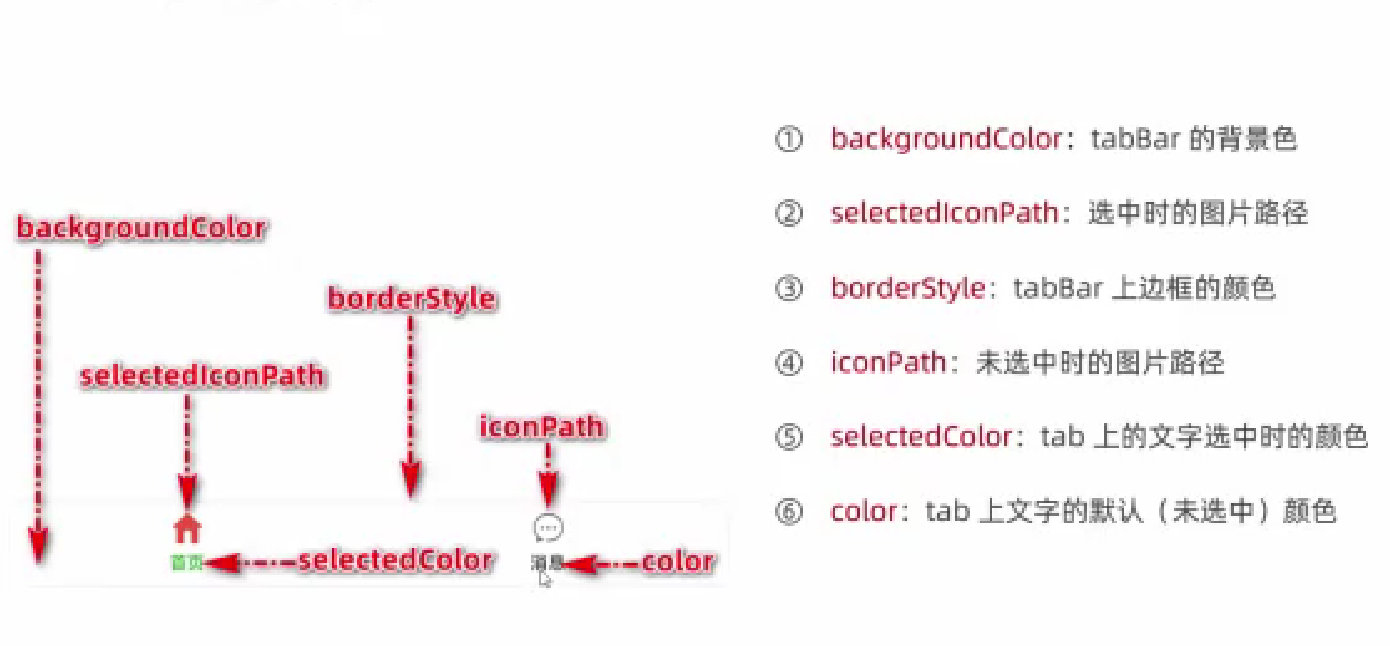 backgroundColor
borderStyle
selectedIconPath
iconPath
首页
selectedColor
消息
color
① backgroundColor：tabBar 的背景色
② selectedIconPath：选中时的图片路径
③ borderStyle：tabBar 上边框的颜色
④ iconPath：未选中时的图片路径
⑤ selectedColor：tab 上的文字选中时的颜色
⑥ color：tab 上文字的默认（未选中）颜色